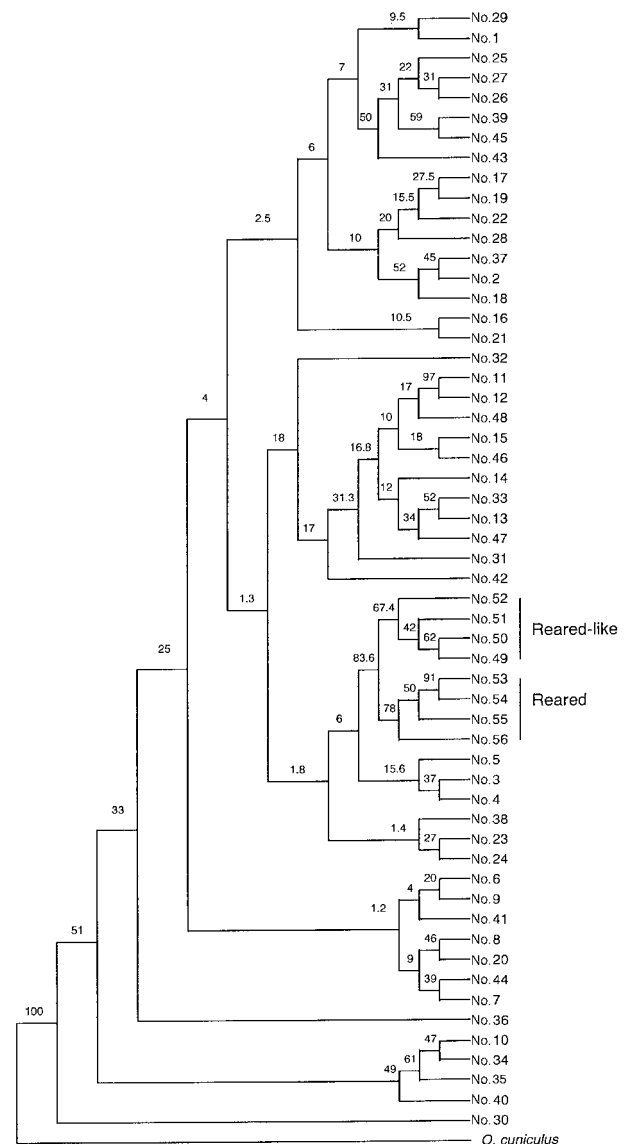 9.5
No.29
No.1
7
22
No.25
31
31
No.27
No.26
50
59
No.39
No.45
No.43
6
27.5
No.17
No.19
15.5
No.22
20
No.28
10
45
No.37
52
No.2
No.18
2.5
10.5
No.16
No.21
No.32
4
18
97
No.11
17
No.12
No.48
10
18
No.15
No.46
16.8
No.14
12
52
No.33
34
No.13
No.47
31.3
No.31
17
No.42
1.3
67.4
No.52
42
No.51
62
No.50
No.49
Reared-like
83.6
91
No.53
50
No.54
78
No.55
No.56
Reared
6
15.6
No.5
37
No.3
No.4
1.8
1.4
No.38
27
No.23
No.24
25
20
No.6
4
No.9
No.41
1.2
46
No.8
9
No.20
39
No.44
No.7
33
No.36
51
47
No.10
61
No.34
49
No.35
No.40
100
No.30
O. cuniculus